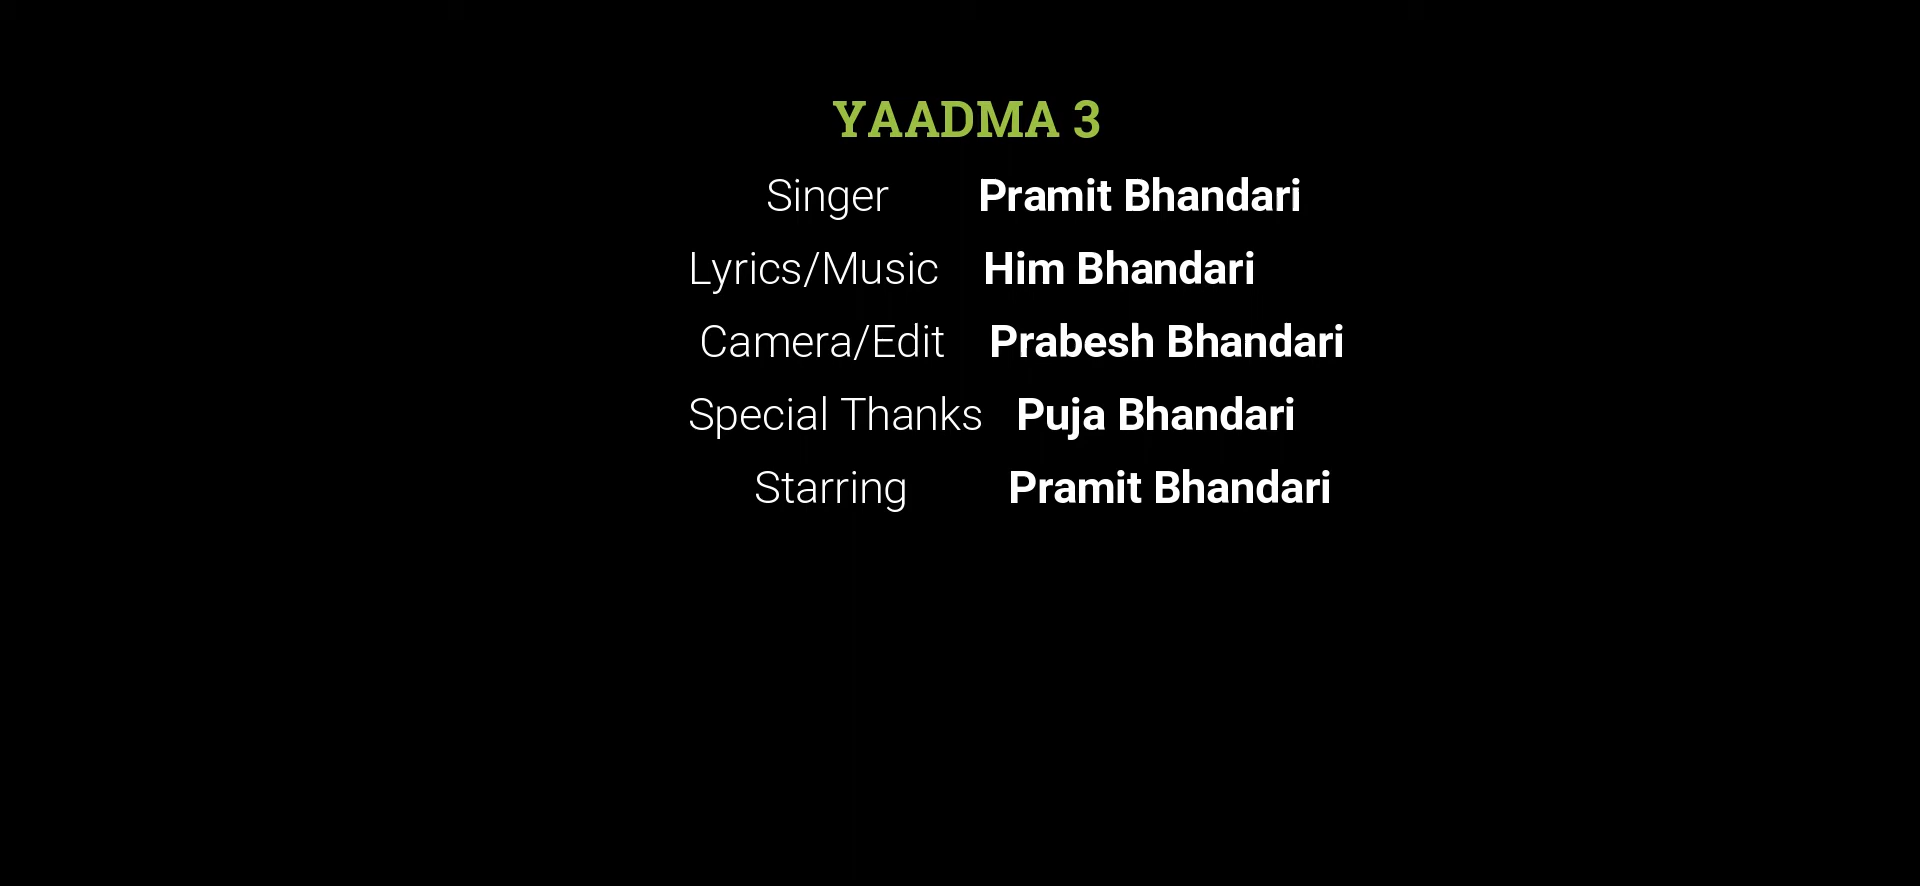 YAADMA 3
Singer Pramit Bhandari
Lyrics/Music Him Bhandari
Camera/Edit Prabesh Bhandari
Special Thanks Puja Bhandari
Starring Pramit Bhandari